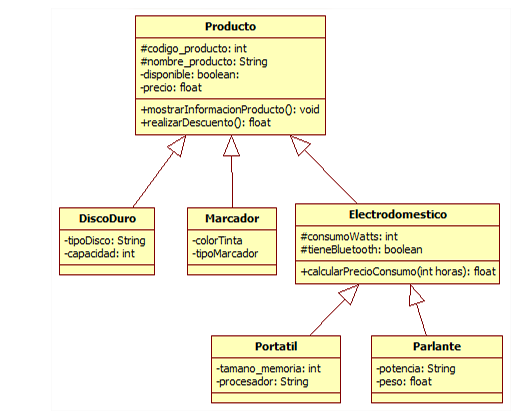 Producto
#codigo_producto: int
#nombre_producto: String
-disponible: boolean:
-precio: float
+mostrarInformacionProducto(): void
+realizarDescuento(): float
DiscoDuro
-tipoDisco: String
-capacidad: int
Marcador
-colorTinta
-tipoMarcador
Electrodomestico
#consumoWatts: int
#tieneBluetooth: boolean
+calcularPrecioConsumo(int horas): float
Portatil
-tamano_memoria: int
-procesador: String
Parlante
-potencia: String
-peso: float